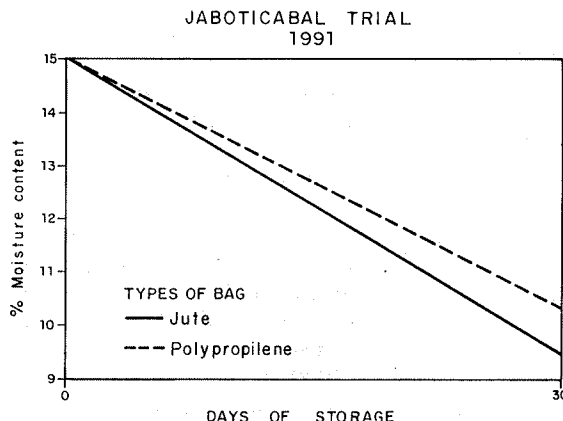 JABOTICABAL TRIAL
1991
% Moisture content
15
14
13
12
11
10
9
TYPES OF BAG
Jute
Polypropilene
0
30
DAYS OF STORAGE